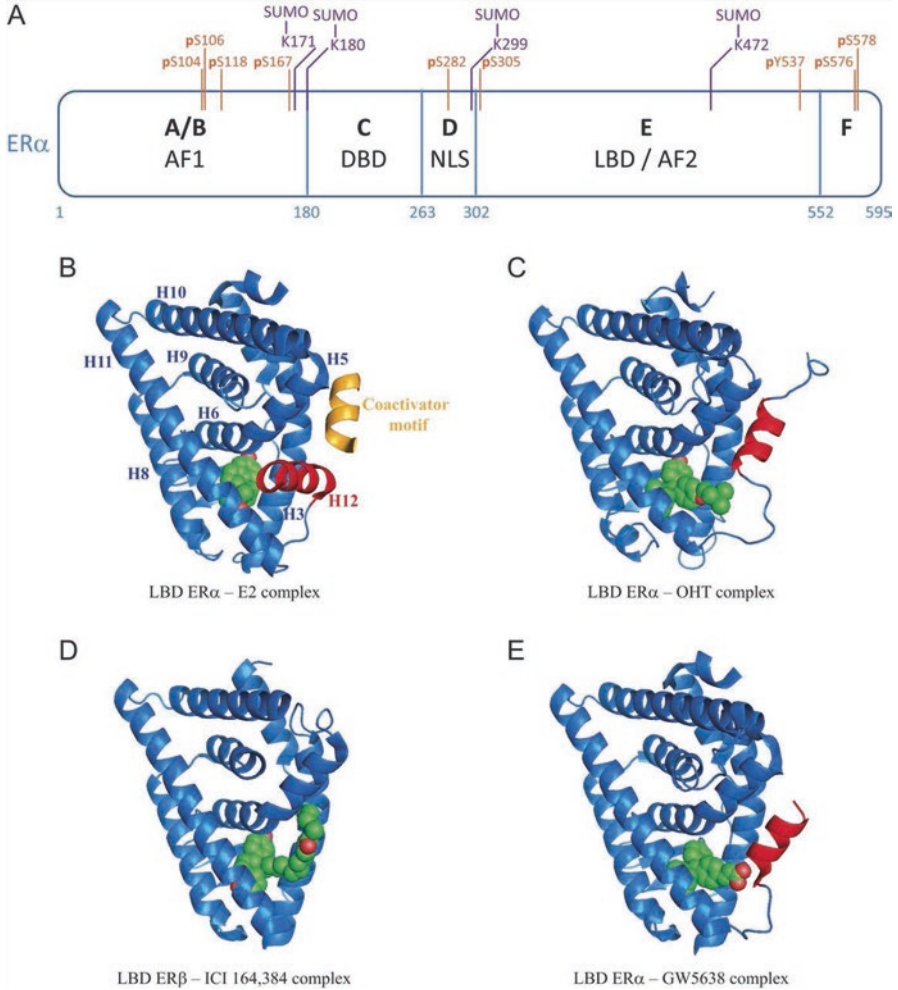 A
SUMO SUMO SUMO SUMO
K171 K180 K299 K472
pS106 pS578
pS104 pS118 pS167 pS282 pS305 pY537 pS576
A/B C D E F
ERα AF1 DBD NLS LBD / AF2
1 180 263 302 552 595
B
H10
H11 H9 H5
Coactivator
motif
H6
H8
H3 H12
LBD ERα – E2 complex
C
LBD ERα – OHT complex
D
LBD ERβ – ICI 164,384 complex
E
LBD ERα – GW5638 complex